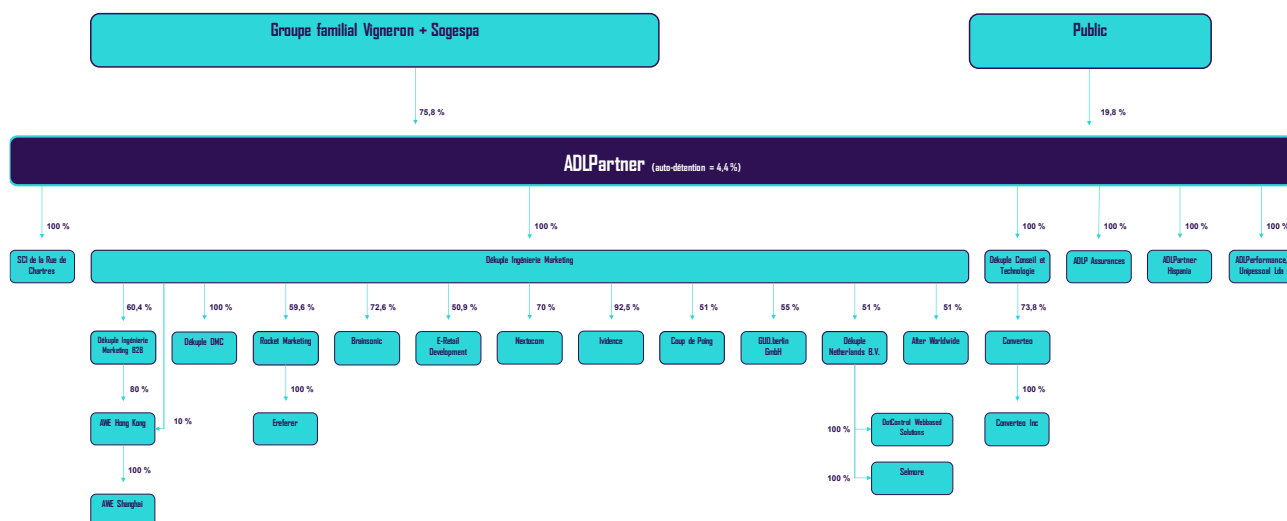 Groupe familial Vigneron + Sogespa
Public
75,8 %
19,8 %
ADLPartner (auto-détention = 4,4 %)
100 %
100 %
100 %
100 %
100 %
100 %
SCI de la Rue de
Chartres
Dékuple Ingénierie Marketing
Dékuple Conseil et
Technologie
ADLP Assurances
ADLPartner
Hispania
ADLPerformance,
Unipessoal Lda
60,4 %
100 %
59,6 %
72,6 %
50,9 %
70 %
92,5 %
51 %
55 %
51 %
51 %
73,8 %
Dékuple Ingénierie
Marketing B2B
Dékuple DMC
Rocket Marketing
Brainsonic
E-Retail
Development
Nextocom
Ividence
Coup de Poing
GUD.berlin
GmbH
Dékuple
Netherlands B.V.
After Worldwide
Converteo
80 %
100 %
100 %
AWE Hong Kong
10 %
Ereferer
100 %
DotControl Webbased
Solutions
Converteo Inc
100 %
100 %
Selmore
AWE Shanghai